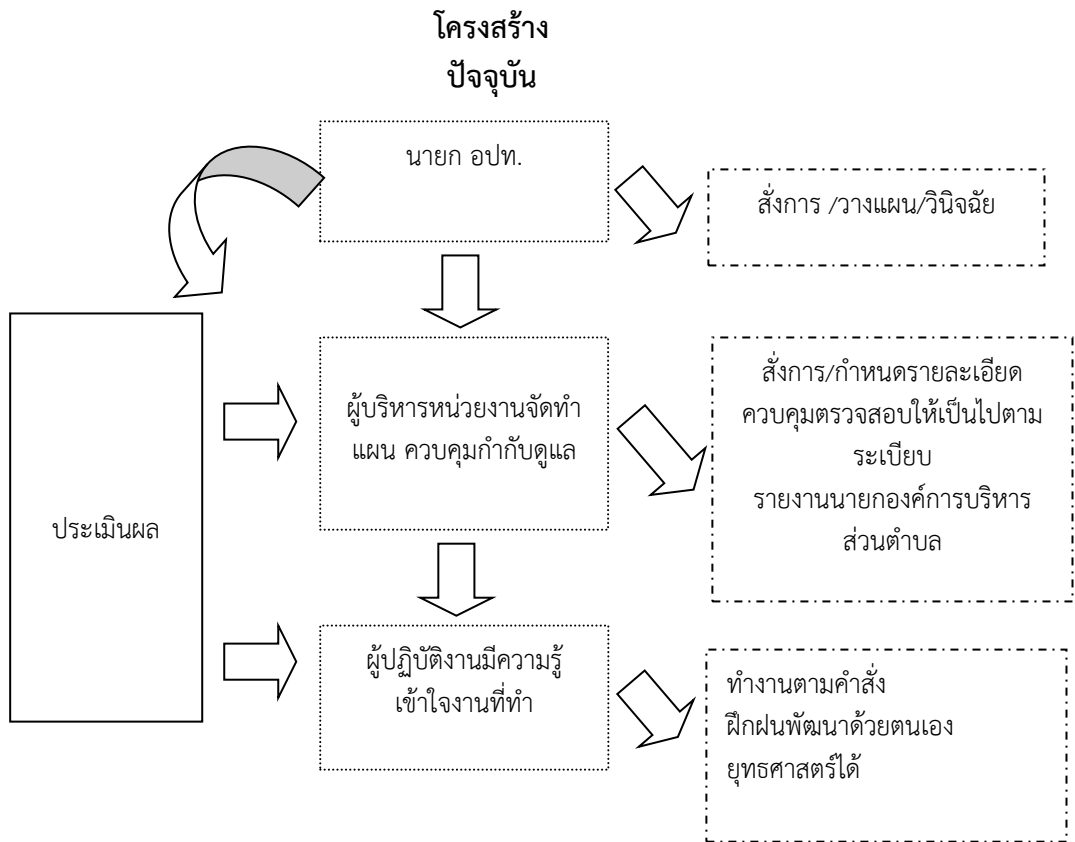 โครงสร้าง
ปัจจุบัน
นายก อปท.
สั่งการ /วางแผน/วินิจฉัย
ผู้บริหารหน่วยงานจัดทำ
แผน ควบคุมกำกับดูแล
สั่งการ/กำหนดรายละเอียด
ควบคุมตรวจสอบให้เป็นไปตาม
ระเบียบ
รายงานนายกองค์การบริหาร
ส่วนตำบล
ประเมินผล
ผู้ปฏิบัติงานมีความรู้
เข้าใจงานที่ทำ
ทำงานตามคำสั่ง
ฝึกฝนพัฒนาด้วยตนเอง
ยุทธศาสตร์ได้